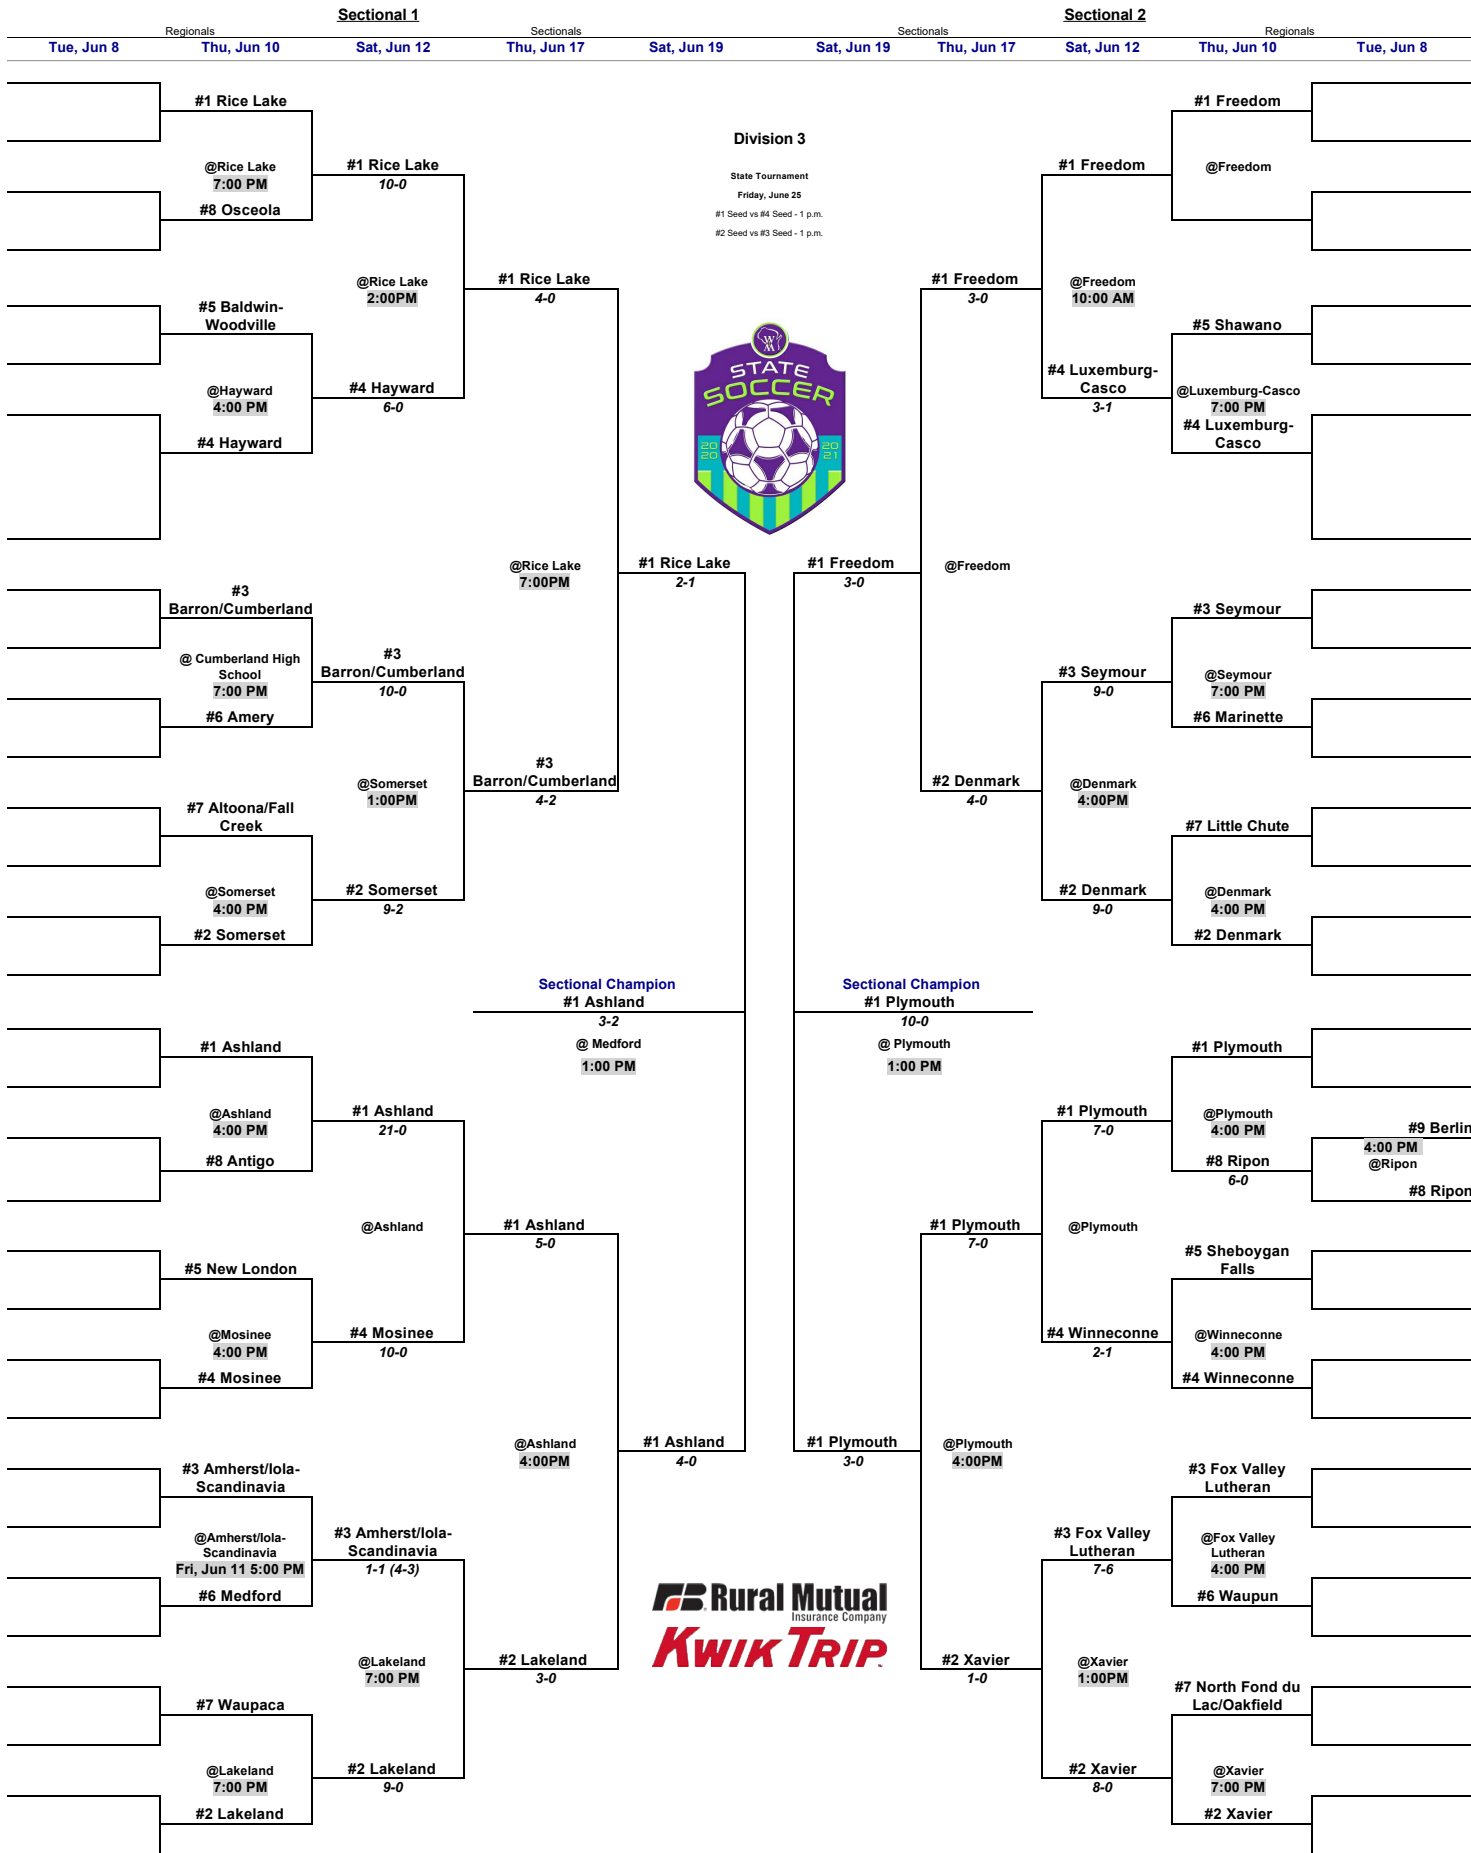 Sectional 1
Sectional 2
Regionals
Sectionals
Sectionals
Regionals
Tue, Jun 8
Thu, Jun 10
Sat, Jun 12
Thu, Jun 17
Sat, Jun 19
Sat, Jun 19
Thu, Jun 17
Sat, Jun 12
Thu, Jun 10
Tue, Jun 8
#1 Rice Lake
@Rice Lake
7:00 PM
#8 Osceola
#5 Baldwin-
Woodville
@Hayward
4:00 PM
#4 Hayward
#3
Barron/Cumberland
@ Cumberland High
School
7:00 PM
#6 Amery
#7 Altoona/Fall
Creek
@Somerset
4:00 PM
#2 Somerset
#1 Ashland
@Ashland
4:00 PM
#8 Antigo
#5 New London
@Mosinee
4:00 PM
#4 Mosinee
#3 Amherst/Iola-
Scandinavia
@Amherst/Iola-
Scandinavia
Fri, Jun 11 5:00 PM
#6 Medford
#7 Waupaca
@Lakeland
7:00 PM
#2 Lakeland
#1 Rice Lake
10-0
@Rice Lake
2:00PM
#4 Hayward
6-0
#3
Barron/Cumberland
10-0
@Somerset
1:00PM
#2 Somerset
9-2
#1 Ashland
21-0
@Ashland
#4 Mosinee
10-0
#3 Amherst/Iola-
Scandinavia
1-1 (4-3)
@Lakeland
7:00 PM
#2 Lakeland
9-0
#1 Rice Lake
4-0
@Rice Lake
7:00PM
#3
Barron/Cumberland
4-2
#1 Ashland
5-0
@Ashland
4:00PM
#2 Lakeland
3-0
#1 Rice Lake
2-1
Sectional Champion
#1 Ashland
3-2
@ Medford
1:00 PM
#1 Ashland
4-0
Division 3
State Tournament
Friday, June 25
#1 Seed vs #4 Seed - 1 p.m.
#2 Seed vs #3 Seed - 1 p.m.
STATE
SOCCER
20 20
20 21
Rural Mutual
Insurance Company
KWIK TRIP
#1 Freedom
3-0
Sectional Champion
#1 Plymouth
10-0
@ Plymouth
1:00 PM
#1 Plymouth
3-0
#1 Freedom
3-0
@Freedom
#2 Denmark
4-0
#1 Plymouth
7-0
@Plymouth
4:00PM
#2 Xavier
1-0
#1 Freedom
@Freedom
10:00 AM
#4 Luxemburg-
Casco
3-1
#3 Seymour
9-0
@Denmark
4:00PM
#2 Denmark
9-0
#1 Plymouth
7-0
@Plymouth
#4 Winneconne
2-1
#3 Fox Valley
Lutheran
7-6
@Xavier
1:00PM
#2 Xavier
8-0
#1 Freedom
@Freedom
#5 Shawano
@Luxemburg-Casco
7:00 PM
#4 Luxemburg-
Casco
#3 Seymour
@Seymour
7:00 PM
#6 Marinette
#7 Little Chute
@Denmark
4:00 PM
#2 Denmark
#1 Plymouth
@Plymouth
4:00 PM
#8 Ripon
6-0
#5 Sheboygan
Falls
@Winneconne
4:00 PM
#4 Winneconne
#3 Fox Valley
Lutheran
@Fox Valley
Lutheran
4:00 PM
#6 Waupun
#7 North Fond du
Lac/Oakfield
@Xavier
7:00 PM
#2 Xavier
#9 Berlin
4:00 PM
@Ripon
#8 Ripon